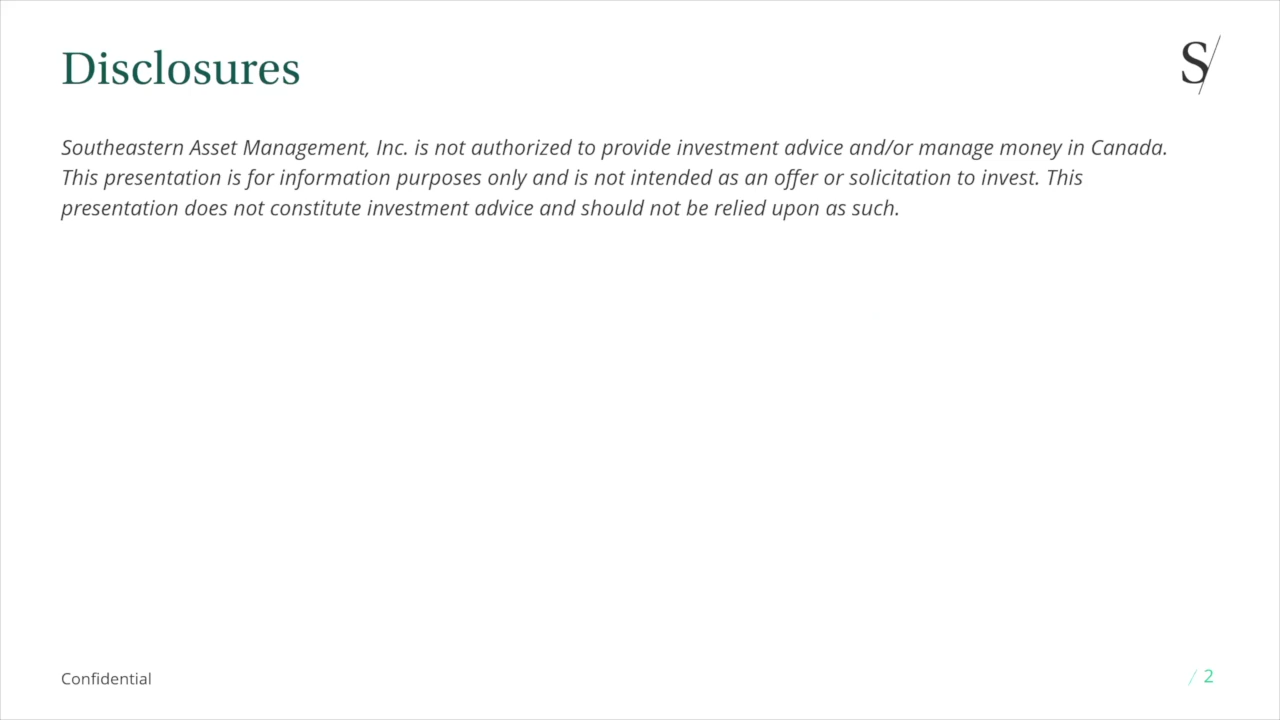 Disclosures
S/
Southeastern Asset Management, Inc. is not authorized to provide investment advice and/or manage money in Canada.
This presentation is for information purposes only and is not intended as an offer or solicitation to invest. This
presentation does not constitute investment advice and should not be relied upon as such.
Confidential
/ 2